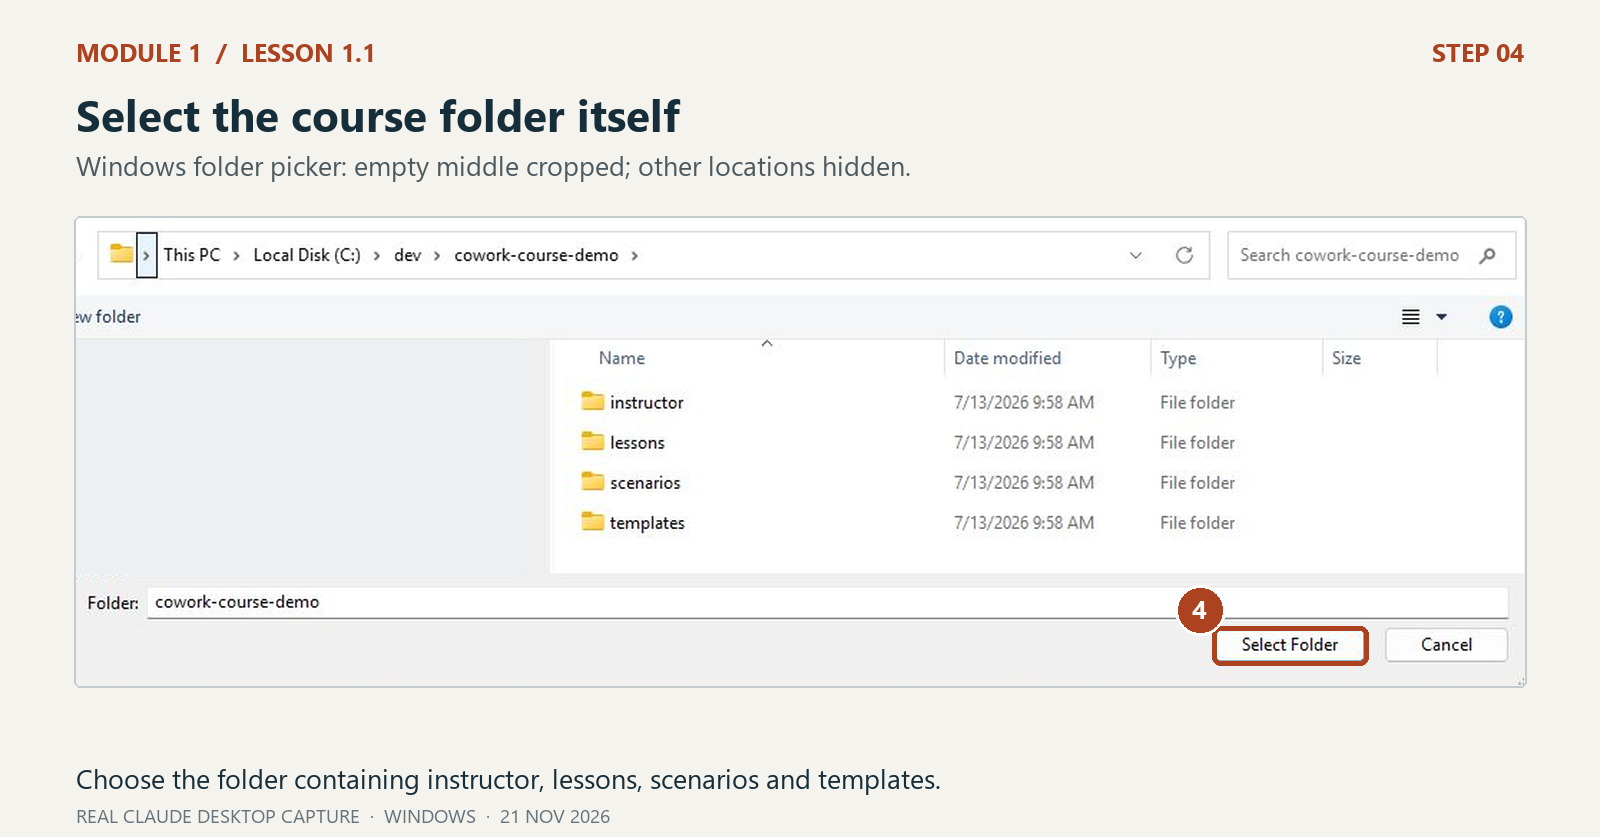 MODULE 1 / LESSON 1.1
STEP 04
Select the course folder itself
Windows folder picker: empty middle cropped; other locations hidden.
This PC > Local Disk (C:) > dev > cowork-course-demo >
Search cowork-course-demo
ew folder
?
Name Date modified Type Size
instructor 7/13/2026 9:58 AM File folder
lessons 7/13/2026 9:58 AM File folder
scenarios 7/13/2026 9:58 AM File folder
templates 7/13/2026 9:58 AM File folder
Folder: cowork-course-demo
4
Select Folder Cancel
Choose the folder containing instructor, lessons, scenarios and templates.
REAL CLAUDE DESKTOP CAPTURE · WINDOWS · 21 NOV 2026